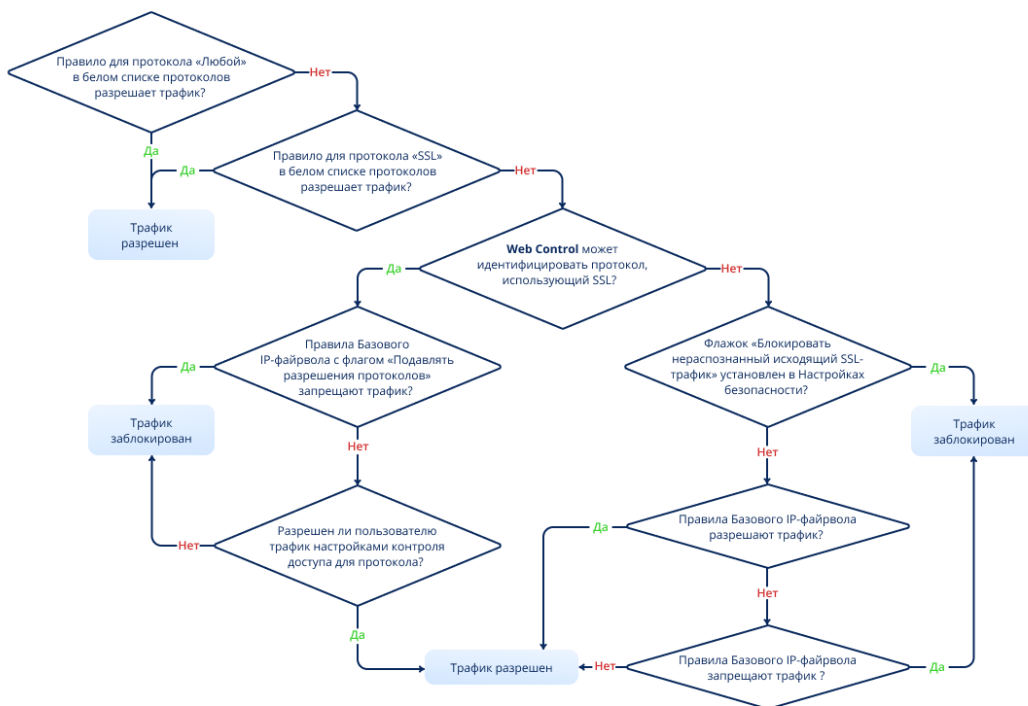 Правило для протокола «Любой»
в белом списке протоколов
разрешает трафик?
Нет
Да
Правило для протокола «SSL»
в белом списке протоколов
разрешает трафик?
Да
Нет
Трафик
разрешен
Web Control может
идентифицировать протокол,
использующий SSL?
Да
Нет
Правила Базового
IP-файрвола с флагом «Подавлять
разрешения протоколов»
запрещают трафик?
Да
Нет
Флажок «Блокировать
нераспознанный исходящий SSL-
трафик» установлен в Настройках
безопасности?
Да
Нет
Трафик
заблокирован
Трафик
заблокирован
Разрешен ли пользователю
трафик настройками контроля
доступа для протокола?
Нет
Да
Правила Базового IP-файрвола
разрешают трафик?
Да
Нет
Трафик разрешен
Правила Базового IP-файрвола
запрещают трафик ?
Нет
Да